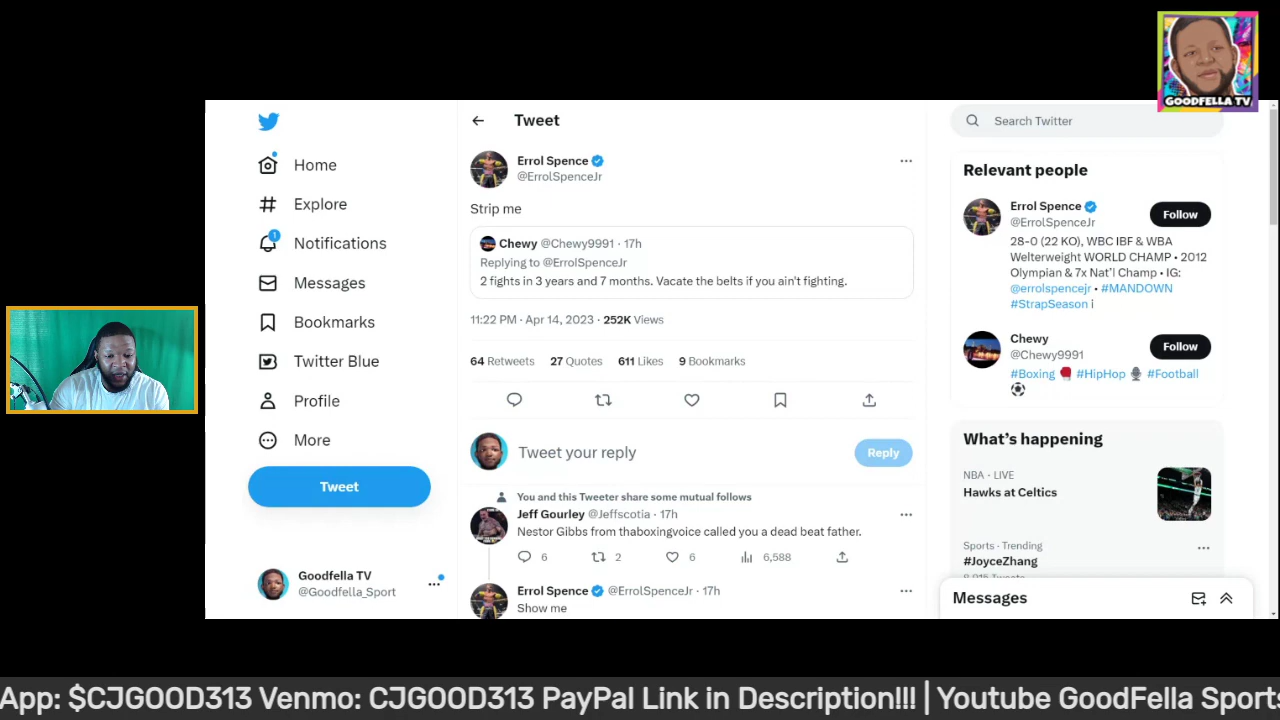 GOODFELLA TV
Tweet
Search Twitter
Home
Explore
1
Notifications
Messages
Bookmarks
Twitter Blue
Profile
More
Tweet
Goodfella TV
@Goodfella_Sport
Errol Spence
@ErrolSpenceJr
Strip me
Chewy @Chewy9991 · 17h
Replying to @ErrolSpenceJr
2 fights in 3 years and 7 months. Vacate the belts if you ain't fighting.
11:22 PM · Apr 14, 2023 · 252K Views
64 Retweets 27 Quotes 611 Likes 9 Bookmarks
Tweet your reply
Reply
You and this Tweeter share some mutual follows
Jeff Gourley @Jeffscotia · 17h
Nestor Gibbs from thaboxingvoice called you a dead beat father.
6 2 6 6,588
Errol Spence @ErrolSpenceJr · 17h
Show me
Relevant people
Errol Spence
@ErrolSpenceJr
Follow
28-0 (22 KO), WBC IBF & WBA
Welterweight WORLD CHAMP • 2012
Olympian & 7x Nat'l Champ • IG:
@errolspencejr • #MANDOWN
#StrapSeason i
Chewy
@Chewy9991
Follow
#Boxing #HipHop #Football
What's happening
NBA · LIVE
Hawks at Celtics
Sports · Trending
#JoyceZhang
Messages
App: $CJGOOD313 Venmo: CJGOOD313 PayPal Link in Description!!! | Youtube GoodFella Sports